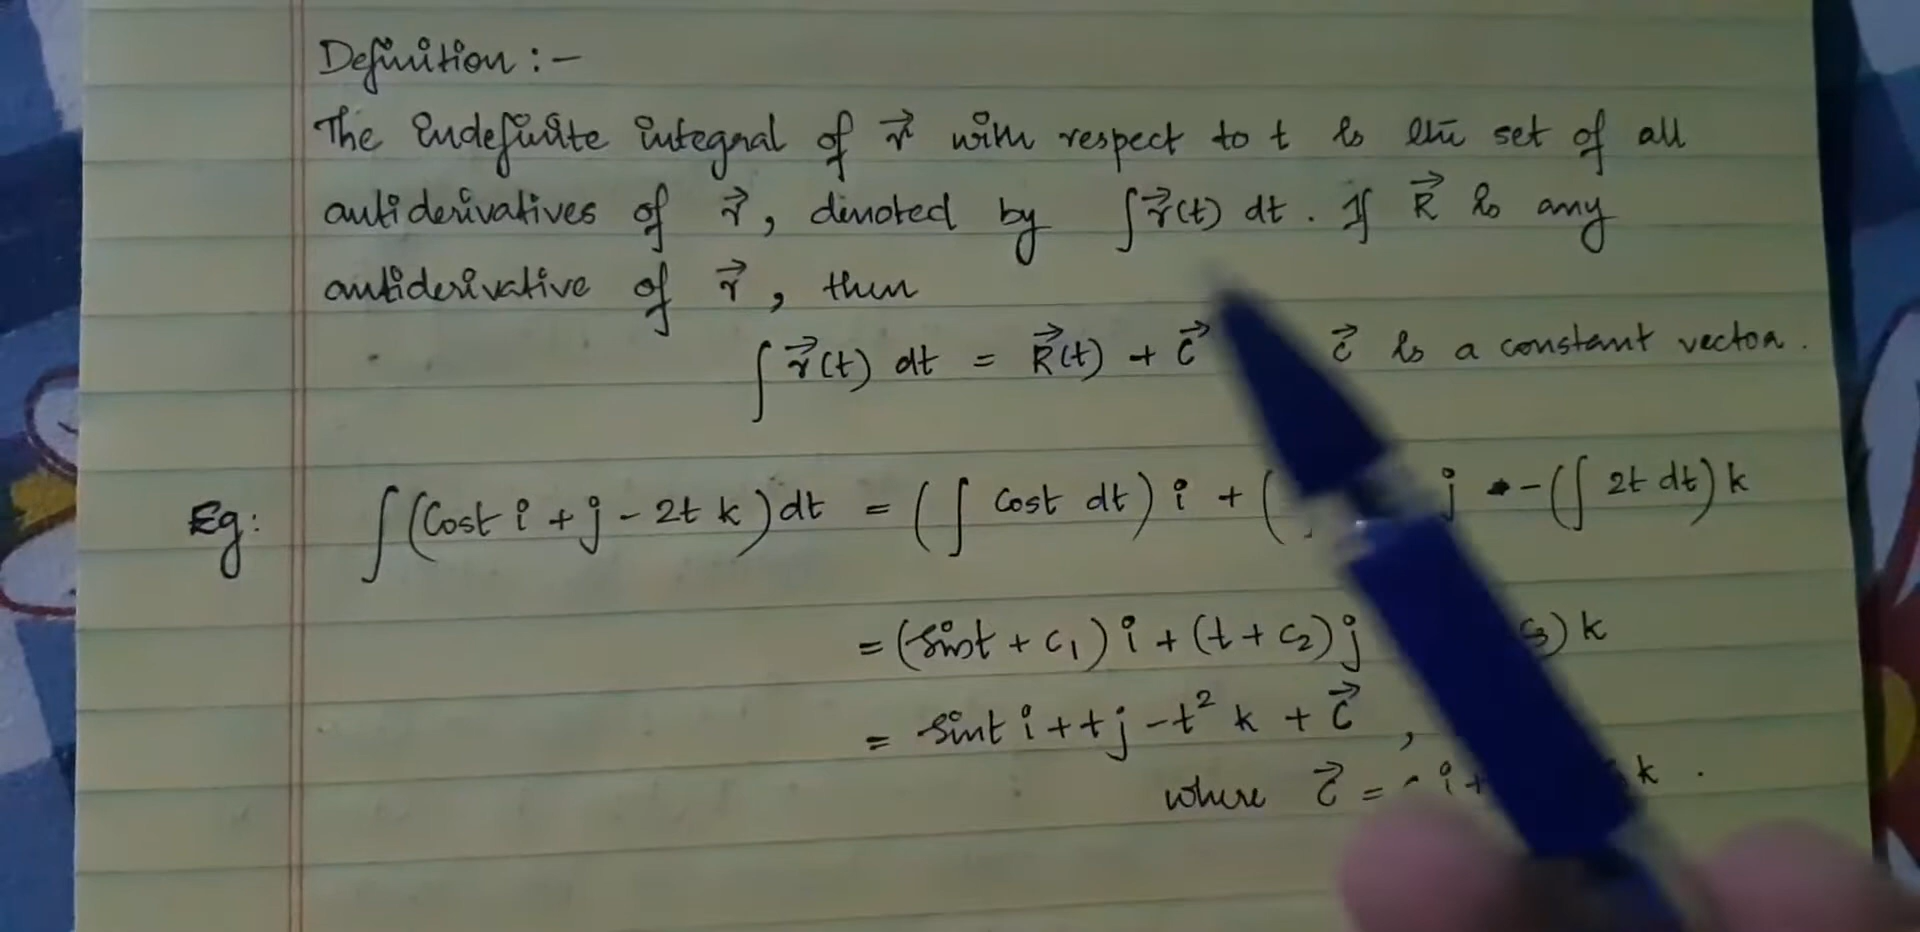 Definition :-
The indefinite integral of r⃗ with respect to t is the set of all
antiderivatives of r⃗, denoted by ∫ r⃗(t) dt. If R⃗ is any
antiderivative of r⃗, then
∫ r⃗(t) dt = R⃗(t) + C⃗ C⃗ is a constant vector.
Eg: ∫(Cost i + j - 2t k) dt = (∫ Cost dt) i + ( j - (∫ 2t dt) k
= (sint + c₁) i + (t + c₂) j c₃) k
= sint i + t j - t² k + C⃗ ,
where C⃗ = i + k .